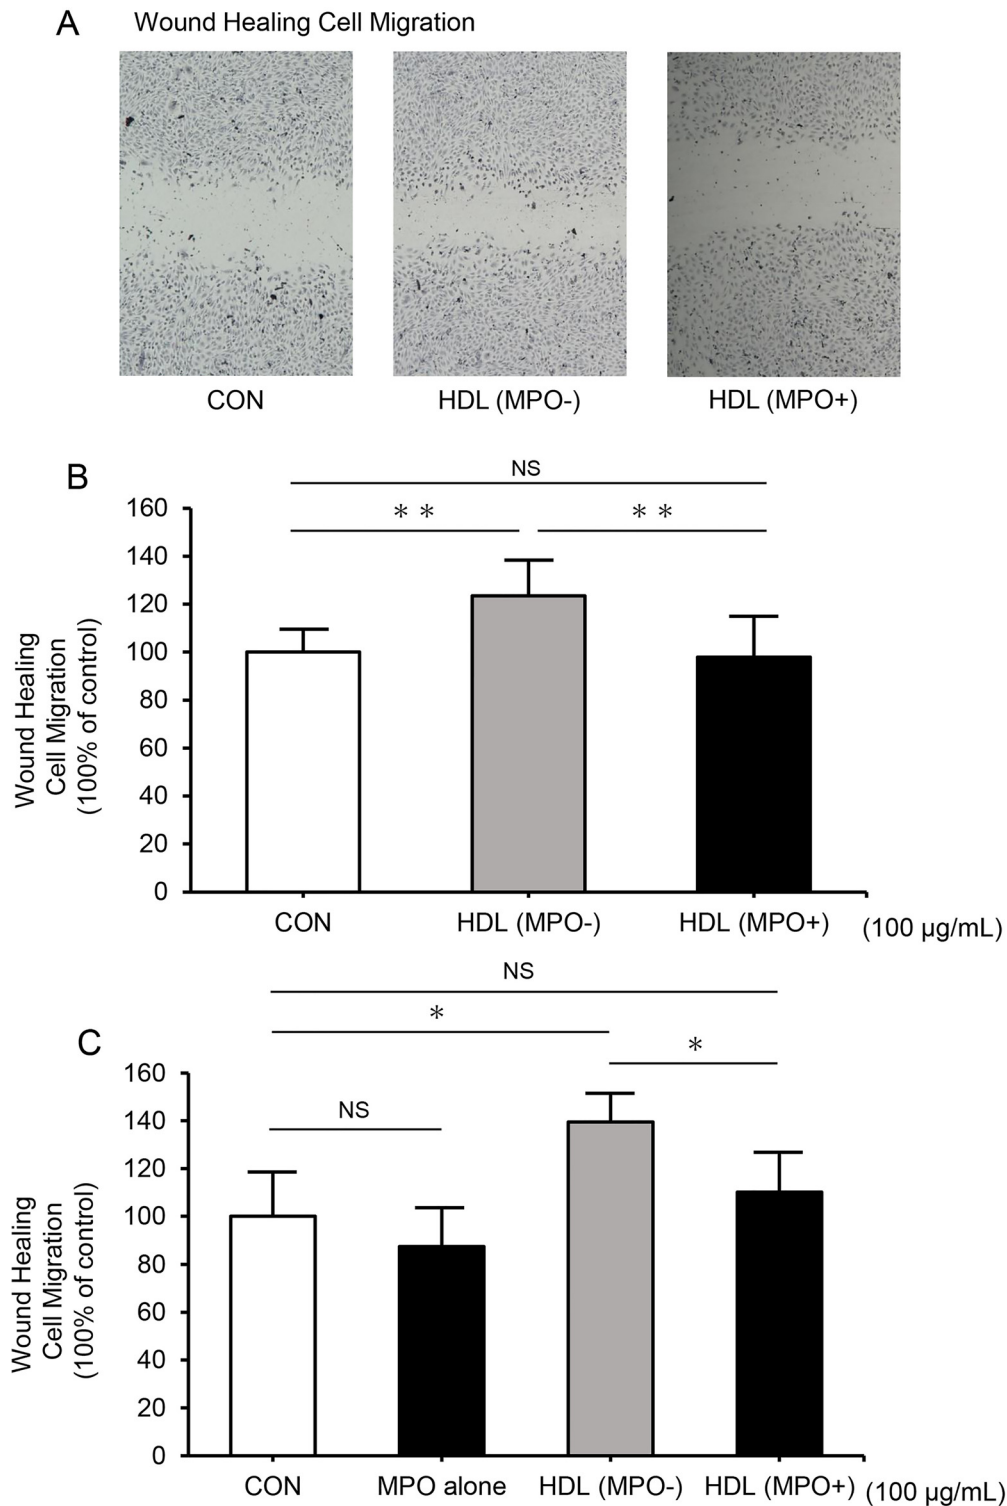 A Wound Healing Cell Migration
CON HDL (MPO-) HDL (MPO+)
B
NS
＊＊ ＊＊
160
140
120
100
80
60
40
20
0
Wound Healing
Cell Migration
(100% of control)
CON HDL (MPO-) HDL (MPO+) (100 μg/mL)
NS
＊
C
＊
NS
160
140
120
100
80
60
40
20
0
Wound Healing
Cell Migration
(100% of control)
CON MPO alone HDL (MPO-) HDL (MPO+) (100 μg/mL)